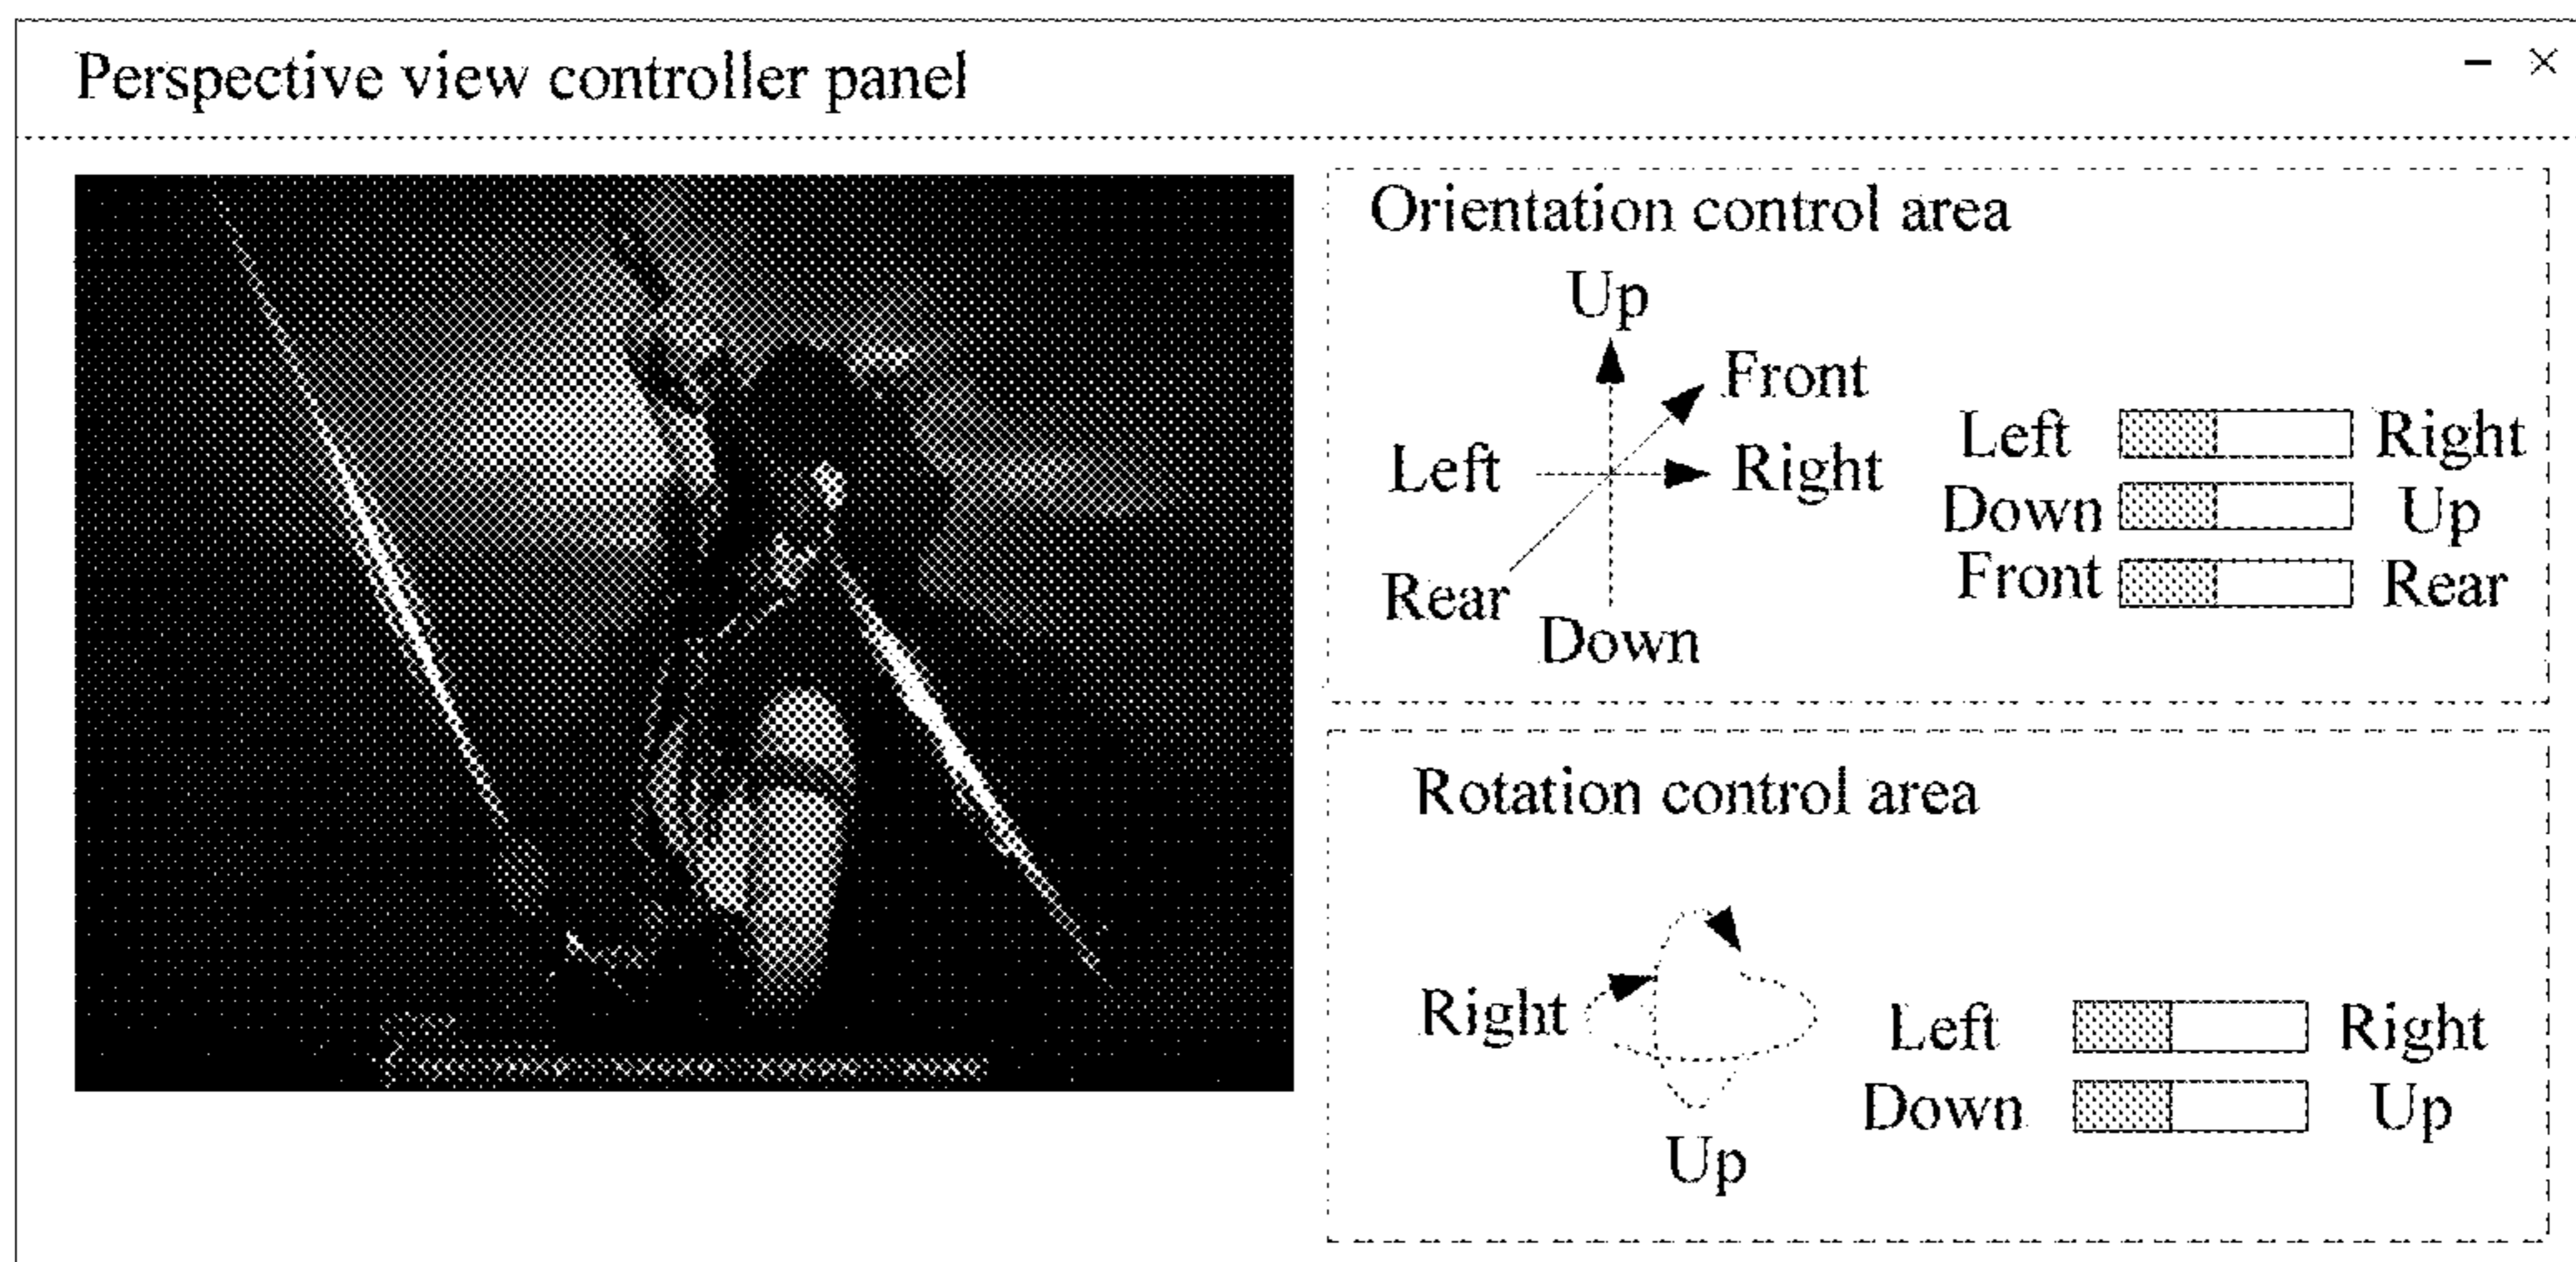 Perspective view controller panel
Orientation control area
Up
Front
Left Right
Rear
Down
Left Right
Down Up
Front Rear
Rotation control area
Right
Up
Left Right
Down Up